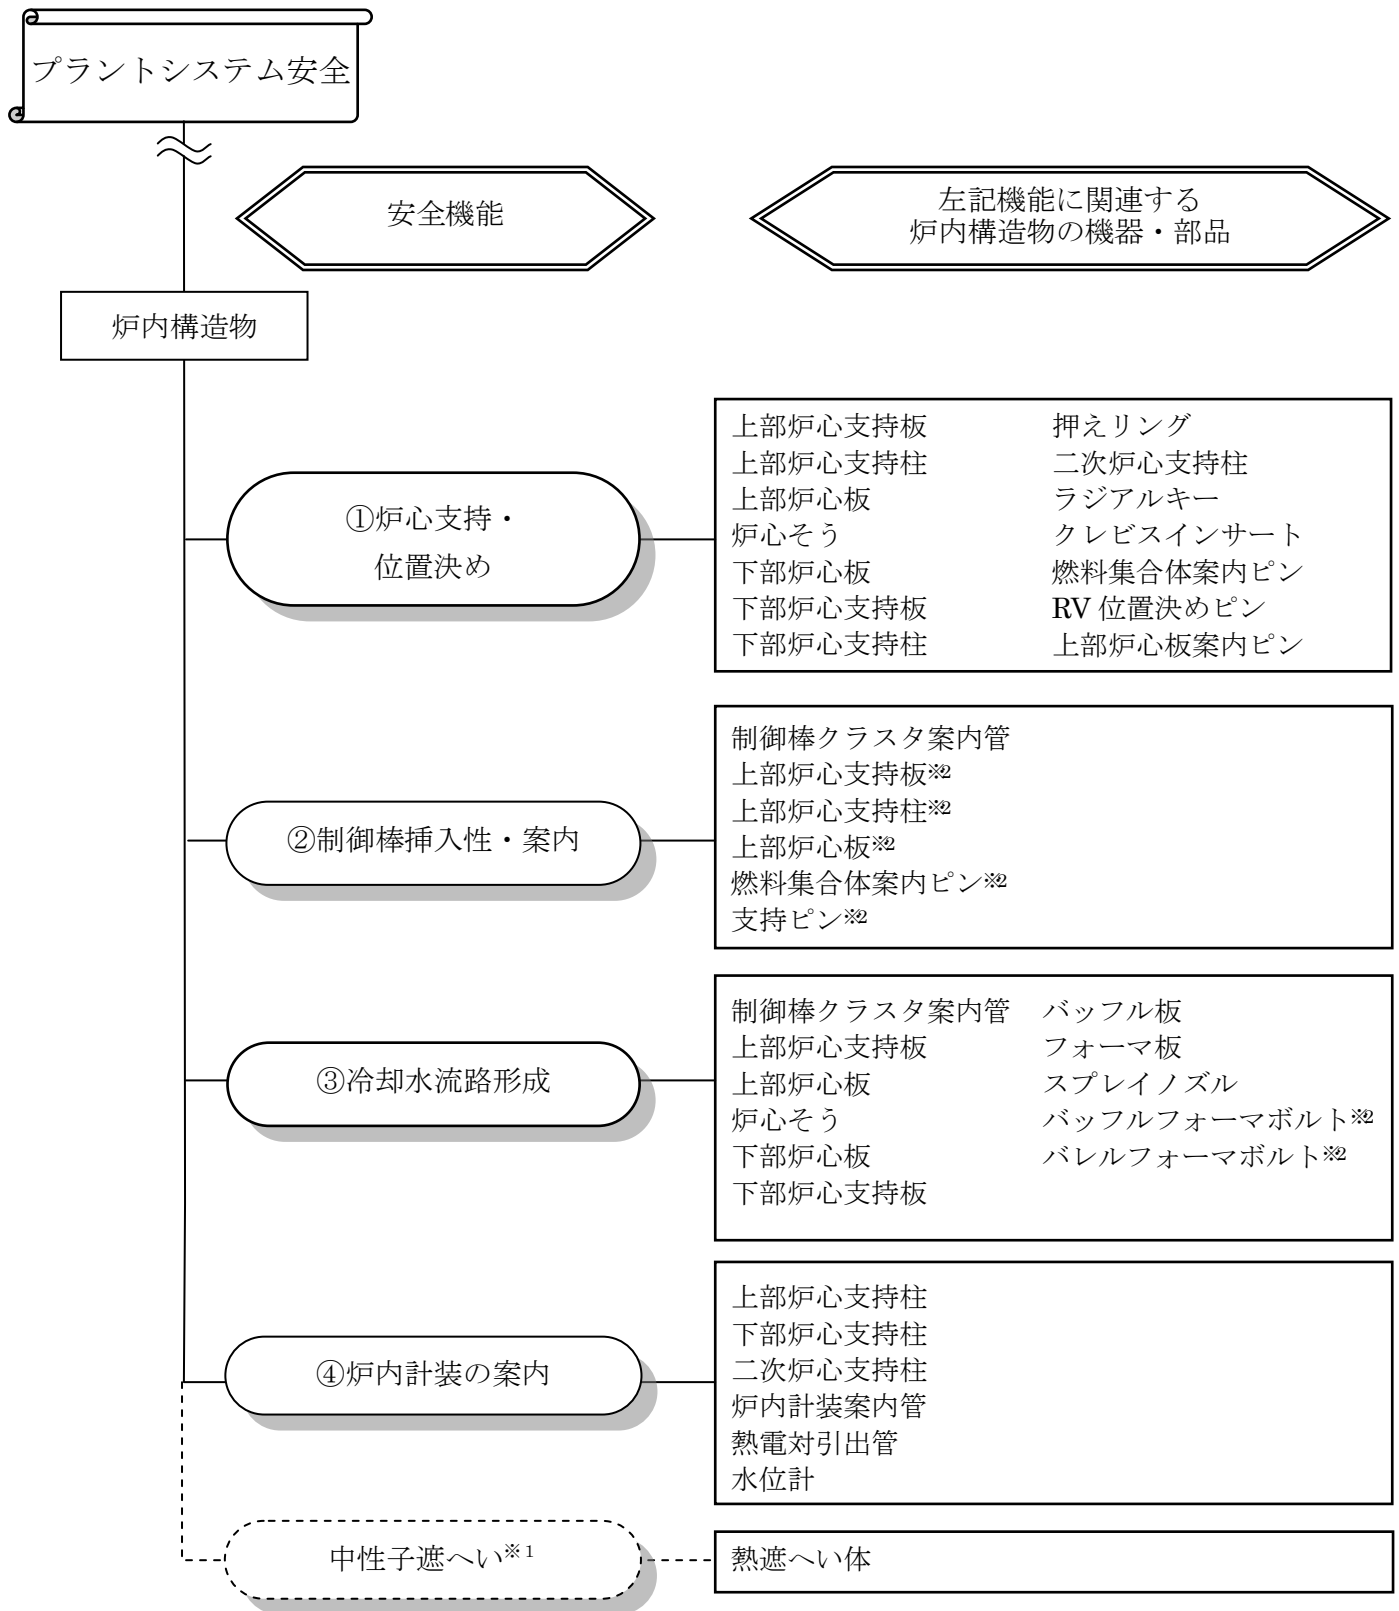 プラントシステム安全
安全機能
左記機能に関連する
炉内構造物の機器・部品
炉内構造物
①炉心支持・
位置決め
上部炉心支持板
上部炉心支持柱
上部炉心板
炉心そう
下部炉心板
下部炉心支持板
下部炉心支持柱
押えリング
二次炉心支持柱
ラジアルキー
クレビスインサート
燃料集合体案内ピン
RV 位置決めピン
上部炉心板案内ピン
②制御棒挿入性・案内
制御棒クラスタ案内管
上部炉心支持板※2
上部炉心支持柱※2
上部炉心板※2
燃料集合体案内ピン※2
支持ピン※2
③冷却水流路形成
制御棒クラスタ案内管
上部炉心支持板
上部炉心板
炉心そう
下部炉心板
下部炉心支持板
バッフル板
フォーマ板
スプレイノズル
バッフルフォーマボルト※2
バレルフォーマボルト※2
④炉内計装の案内
上部炉心支持柱
下部炉心支持柱
二次炉心支持柱
炉内計装案内管
熱電対引出管
水位計
中性子遮へい※1
熱遮へい体